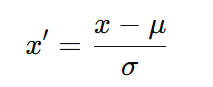 x′ = (x − μ) / σ